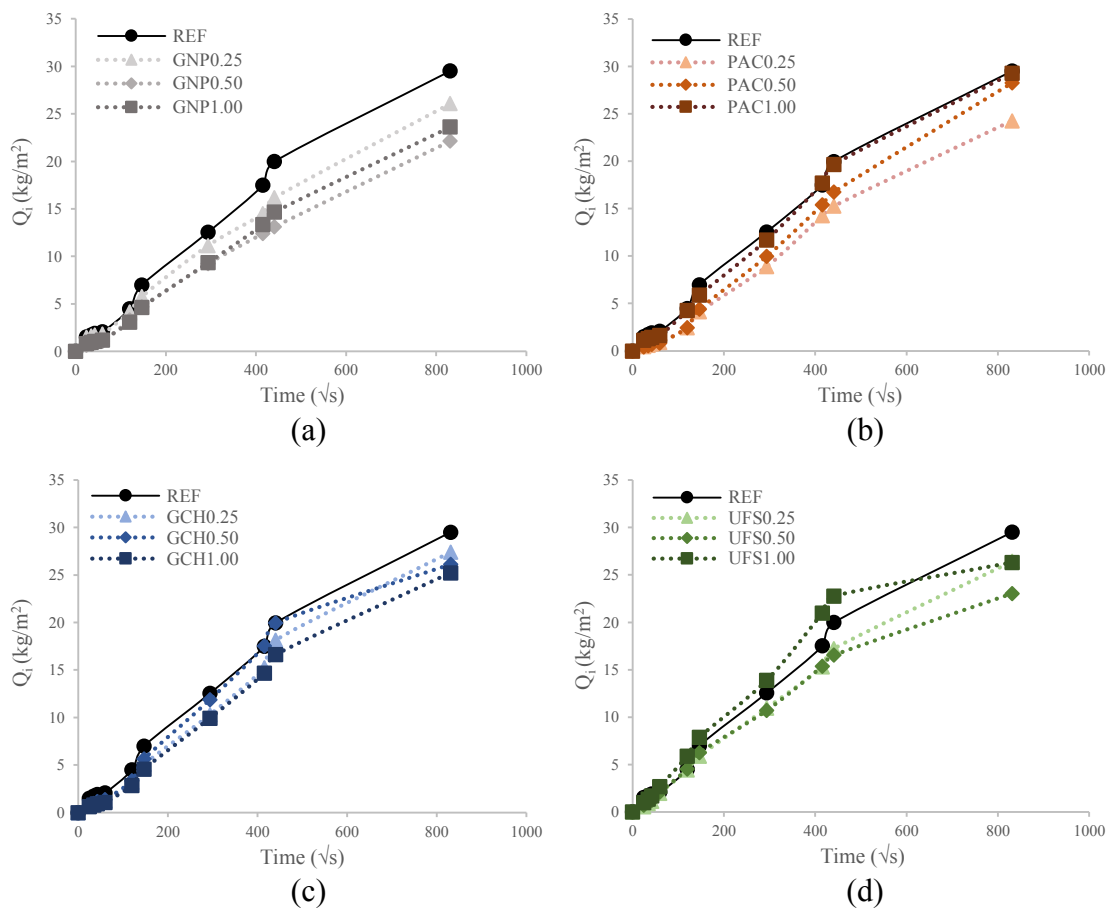 35
30
25
20
15
10
5
0
Q_i (kg/m²)
REF
GNP0.25
GNP0.50
GNP1.00
0 200 400 600 800 1000
Time (√s)
(a)
35
30
25
20
15
10
5
0
Q_i (kg/m²)
REF
PAC0.25
PAC0.50
PAC1.00
0 200 400 600 800 1000
Time (√s)
(b)
35
30
25
20
15
10
5
0
Q_i (kg/m²)
REF
GCH0.25
GCH0.50
GCH1.00
0 200 400 600 800 1000
Time (√s)
(c)
35
30
25
20
15
10
5
0
Q_i (kg/m²)
REF
UFS0.25
UFS0.50
UFS1.00
0 200 400 600 800 1000
Time (√s)
(d)